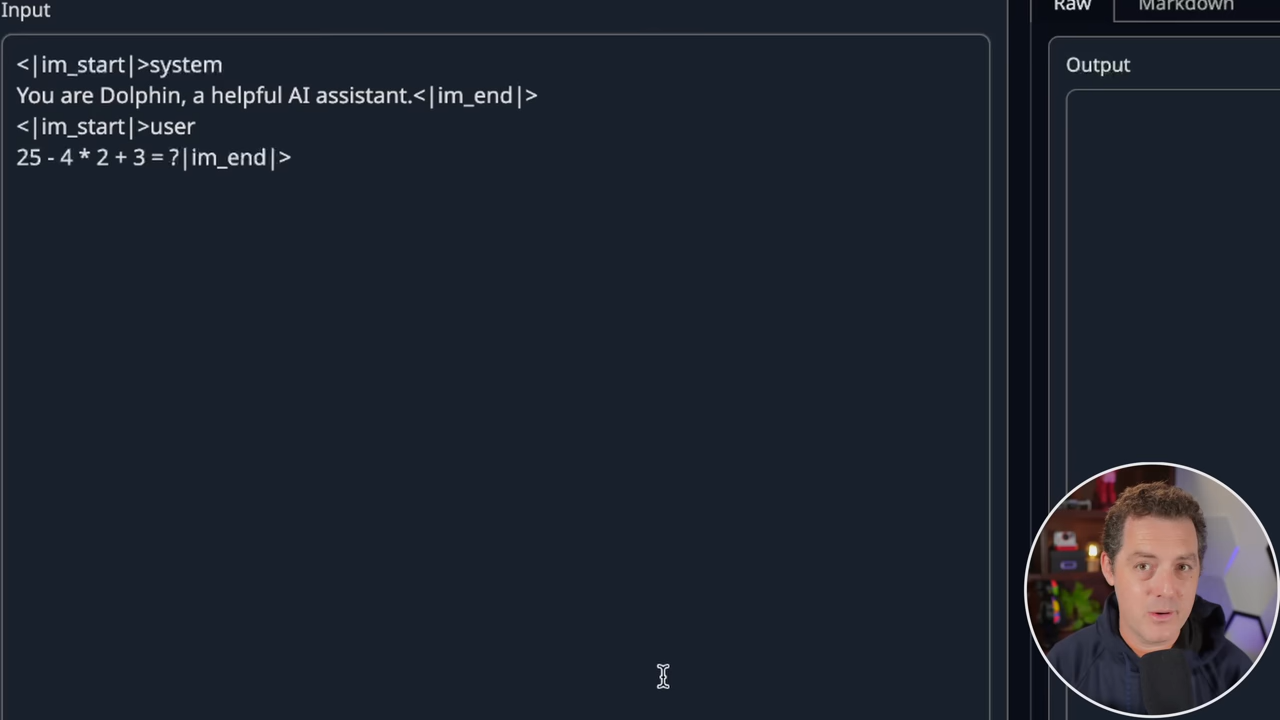 Input
<|im_start|>system
You are Dolphin, a helpful AI assistant.<|im_end|>
<|im_start|>user
25 - 4 * 2 + 3 = ?|im_end|>
Raw
Markdown
Output